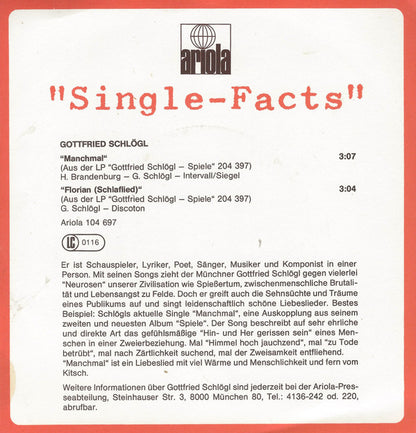 ariola
"Single-Facts"
GOTTFRIED SCHLÖGL
"Manchmal" 3:07
(Aus der LP "Gottfried Schlögl – Spiele" 204 397)
H. Brandenburg – G. Schlögl – Intervall/Siegel
"Florian (Schlaflied)" 3:04
(Aus der LP "Gottfried Schlögl – Spiele" 204 397)
G. Schlögl – Discoton
Ariola 104 697
LC 0116
Er ist Schauspieler, Lyriker, Poet, Sänger, Musiker und Komponist in einer
Person. Mit seinen Songs zieht der Münchner Gottfried Schlögl gegen vielerlei
"Neurosen" unserer Zivilisation wie Spießertum, zwischenmenschliche Brutali-
tät und Lebensangst zu Felde. Doch er greift auch die Sehnsüchte und Träume
eines Publikums auf und singt leidenschaftlich schöne Liebeslieder. Bestes
Beispiel: Schlögls aktuelle Single "Manchmal", eine Auskopplung aus seinem
zweiten und neuesten Album "Spiele". Der Song beschreibt auf sehr ehrliche
und direkte Art das gefühlsmäßige "Hin- und Her gerissen sein" eines Men-
schen in einer Zweierbeziehung. Mal "Himmel hoch jauchzend", mal "zu Tode
betrübt", mal nach Zärtlichkeit suchend, mal der Zweisamkeit entfliehend.
"Manchmal" ist ein Liebeslied mit viel Wärme und Menschlichkeit und fern vom
Kitsch.
Weitere Informationen über Gottfried Schlögl sind jederzeit bei der Ariola-Pres-
seabteilung, Steinhauser Str. 3, 8000 München 80, Tel.: 4136-242 od. 220,
abrufbar.